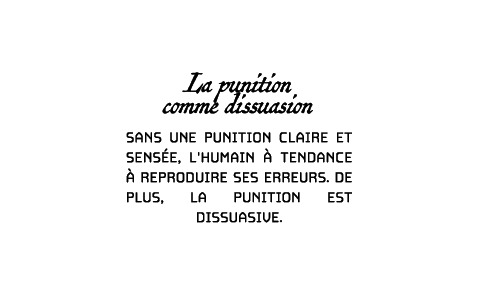 La punition
comme dissuasion
SANS UNE PUNITION CLAIRE ET
SENSÉE, L'HUMAIN À TENDANCE
À REPRODUIRE SES ERREURS. DE
PLUS, LA PUNITION EST
DISSUASIVE.